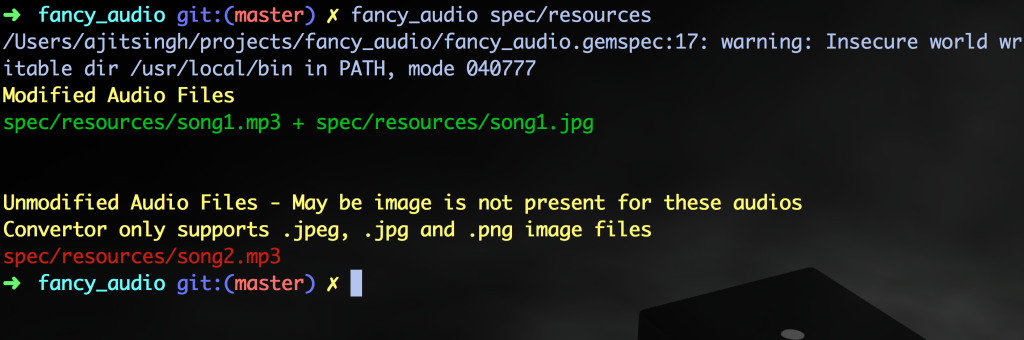 ➜ fancy_audio git:(master) ✗ fancy_audio spec/resources
/Users/ajitsingh/projects/fancy_audio/fancy_audio.gemspec:17: warning: Insecure world wr
itable dir /usr/local/bin in PATH, mode 040777
Modified Audio Files
spec/resources/song1.mp3 + spec/resources/song1.jpg
Unmodified Audio Files - May be image is not present for these audios
Convertor only supports .jpeg, .jpg and .png image files
spec/resources/song2.mp3
➜ fancy_audio git:(master) ✗